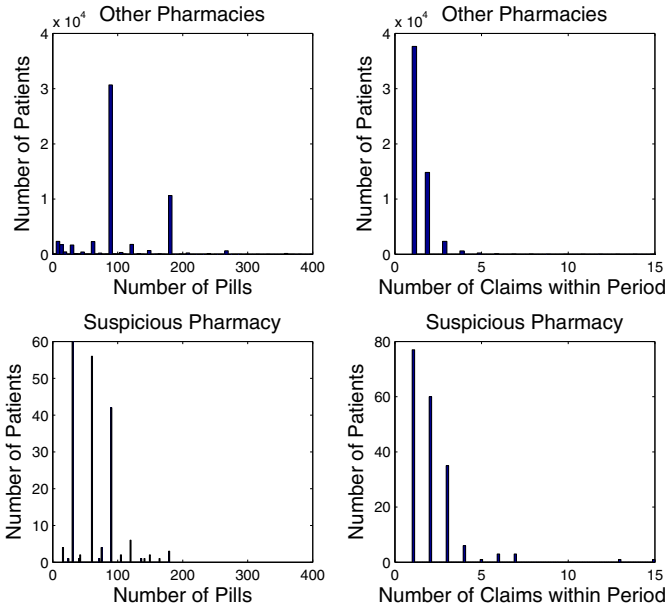 Other Pharmacies
x 10⁴
4
3
2
1
0
Number of Patients
0 100 200 300 400
Number of Pills
Other Pharmacies
x 10⁴
4
3
2
1
0
Number of Patients
0 5 10 15
Number of Claims within Period
Suspicious Pharmacy
60
50
40
30
20
10
0
Number of Patients
0 100 200 300 400
Number of Pills
Suspicious Pharmacy
80
60
40
20
0
Number of Patients
0 5 10 15
Number of Claims within Period